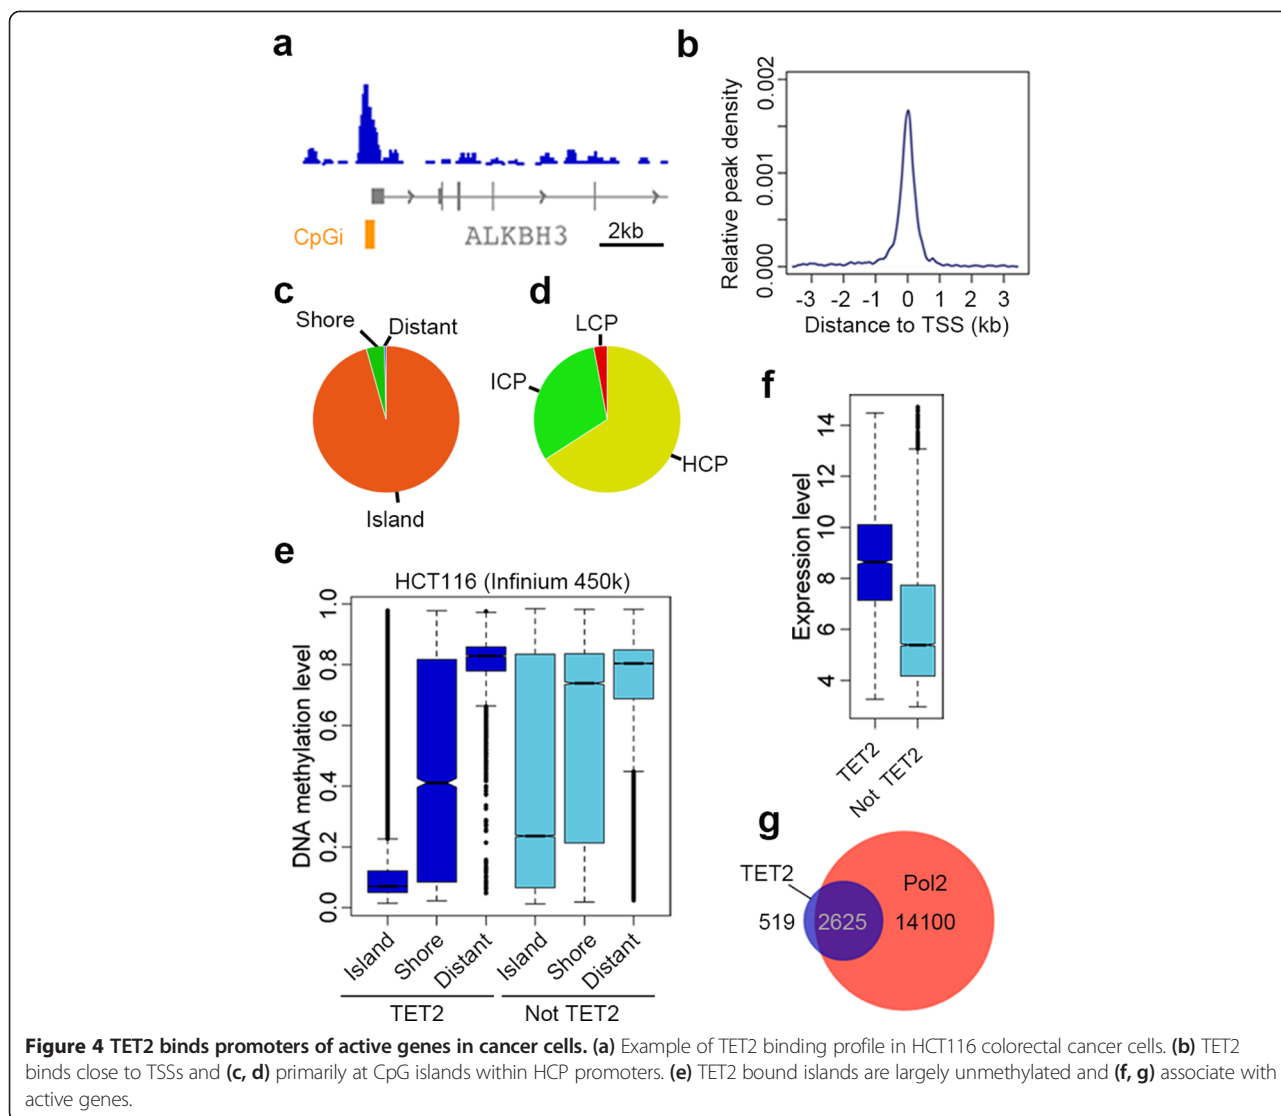 a
CpGi
ALKBH3
2kb
b
Relative peak density
0.000
0.001
0.002
-3 -2 -1 0 1 2 3
Distance to TSS (kb)
c
Shore
Distant
Island
d
LCP
ICP
HCP
e
HCT116 (Infinium 450k)
DNA methylation level
0.0
0.2
0.4
0.6
0.8
1.0
Island
Shore
Distant
Island
Shore
Distant
TET2
Not TET2
f
Expression level
4
6
8
10
12
14
TET2
Not TET2
g
TET2
519
2625
Pol2
14100
Figure 4 TET2 binds promoters of active genes in cancer cells. (a) Example of TET2 binding profile in HCT116 colorectal cancer cells. (b) TET2
binds close to TSSs and (c, d) primarily at CpG islands within HCP promoters. (e) TET2 bound islands are largely unmethylated and (f, g) associate with
active genes.